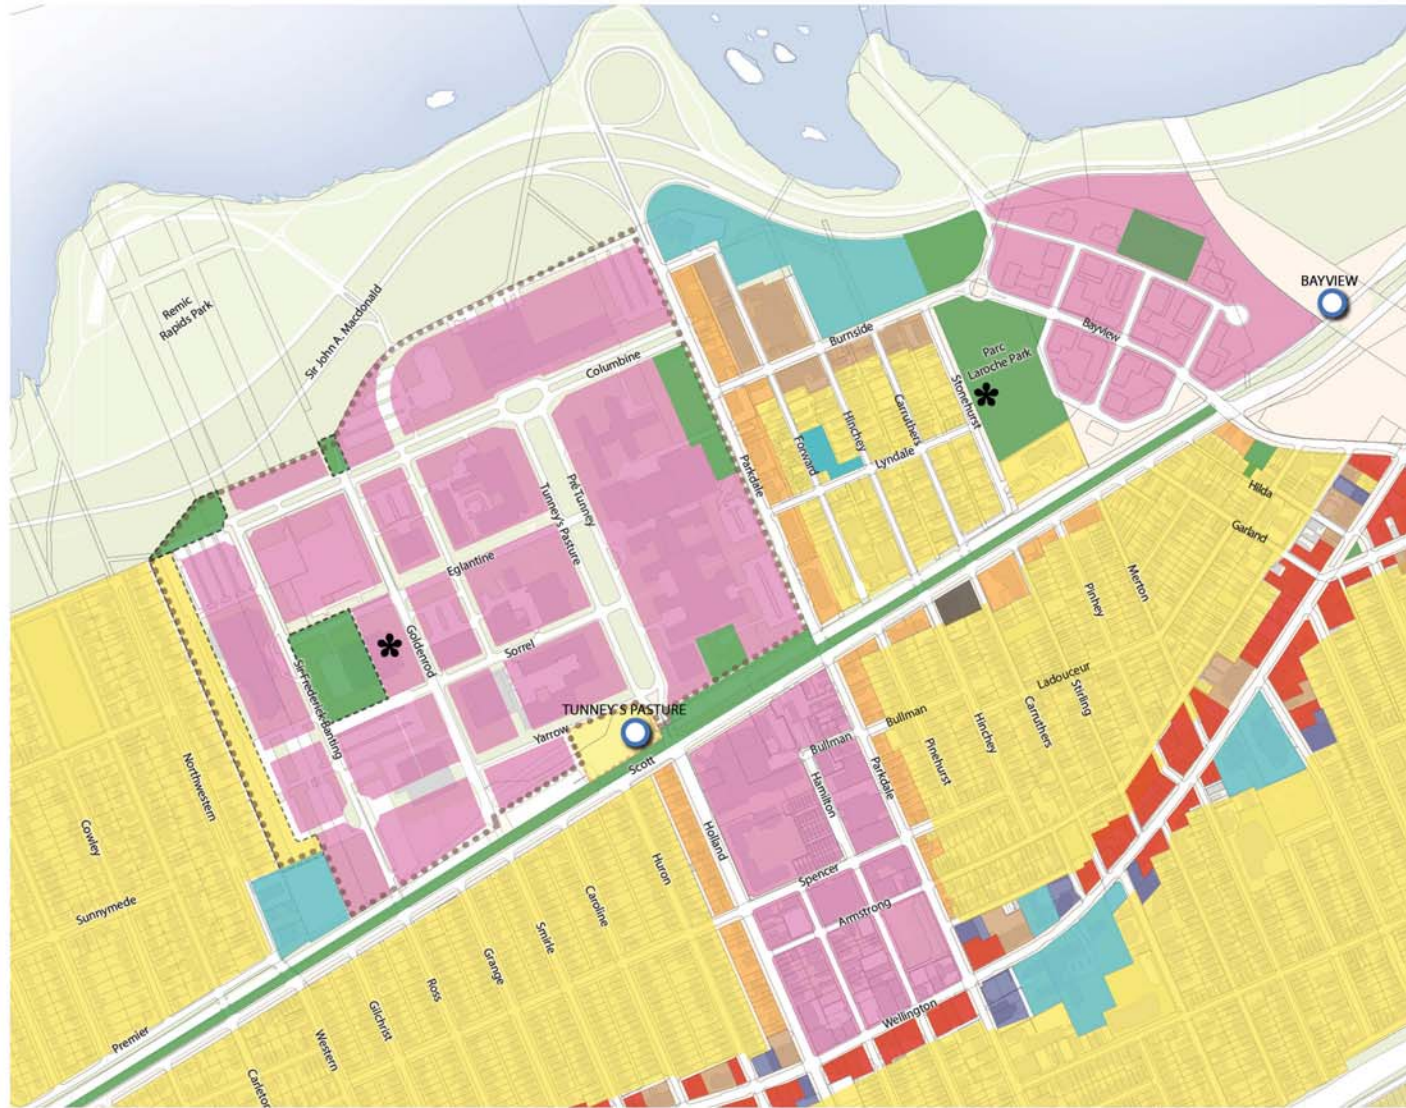 BAYVIEW
Remic
Rapids Park
Sir John A. Macdonald
Columbine
Burnside
Bayview
Parc
Laroche Park
Stonehurst
Carruthers
Hinchey
Forward
Lyndale
Parkdale
Pré Tunney
Tunney's Pasture
Eglantine
Goldenrod
Sorrel
Sir Frederick Banting
Yarrow
TUNNEY'S PASTURE
Scott
Northwestern
Cowley
Sunnymede
Premier
Hilda
Garland
Merton
Pinhey
Ladouceur
Stirling
Carruthers
Hinchey
Pinehurst
Bullman
Bullman
Parkdale
Hamilton
Holland
Spencer
Armstrong
Wellington
Huron
Caroline
Smirle
Grange
Ross
Gilchrist
Western
Carleton